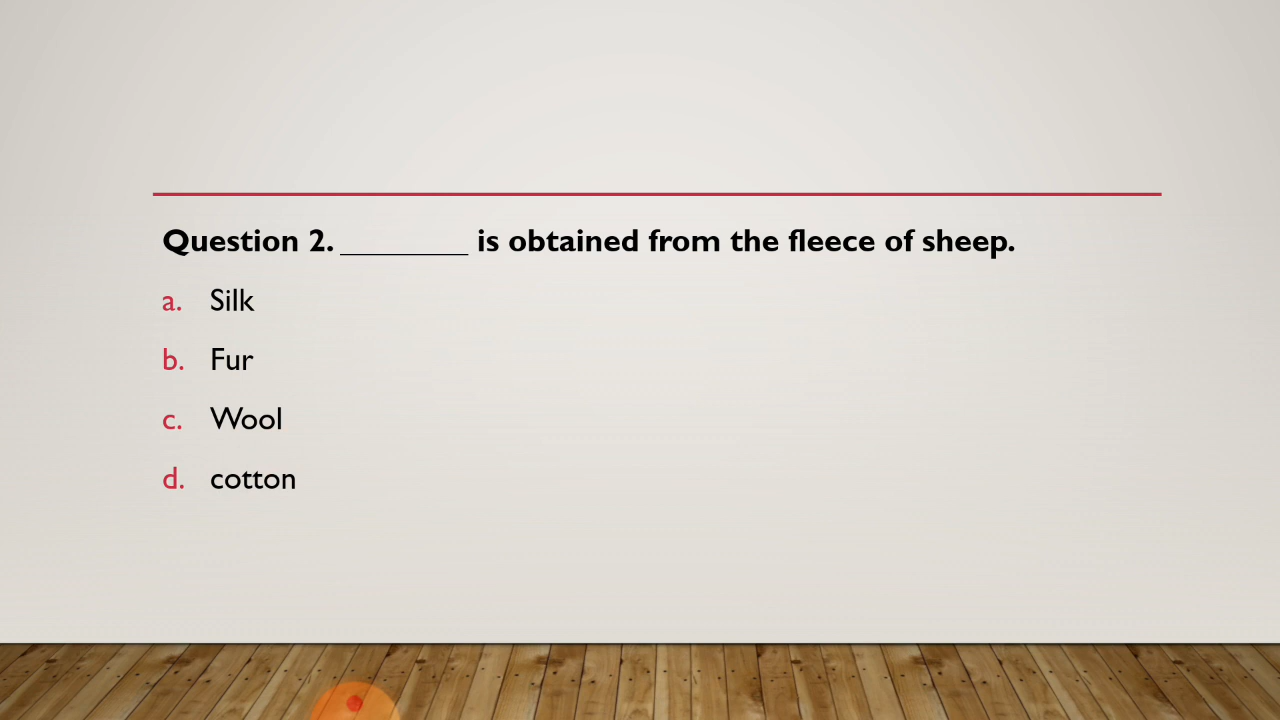 Question 2. ________ is obtained from the fleece of sheep.
a. Silk
b. Fur
c. Wool
d. cotton